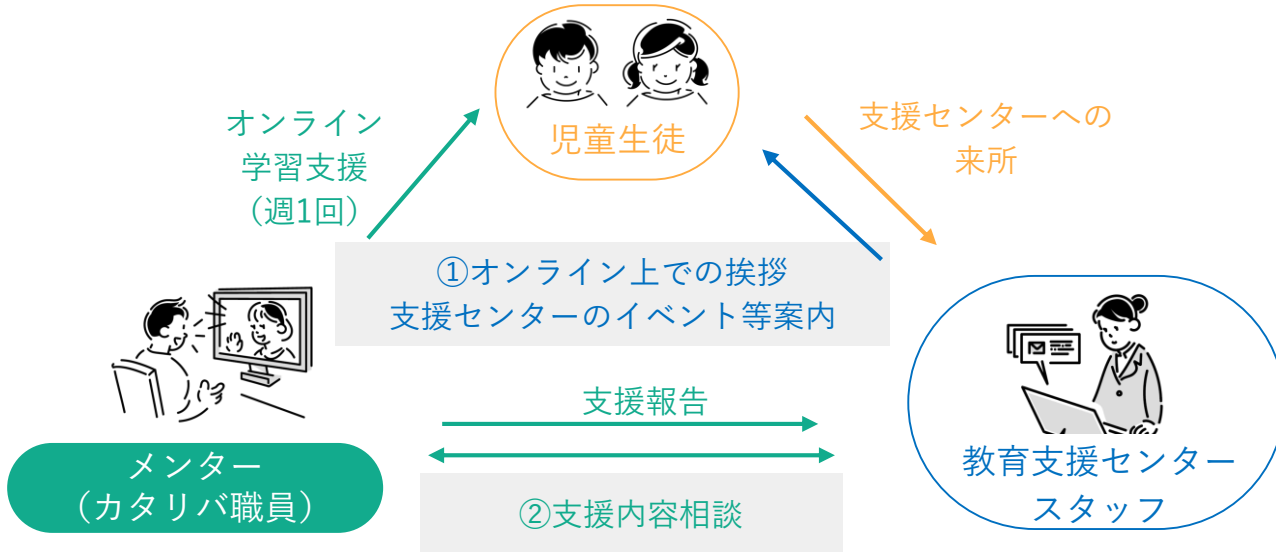 児童生徒
オンライン
学習支援
（週1回）
支援センターへの
来所
①オンライン上での挨拶
支援センターのイベント等案内
支援報告
②支援内容相談
メンター
（カタリバ職員）
教育支援センター
スタッフ